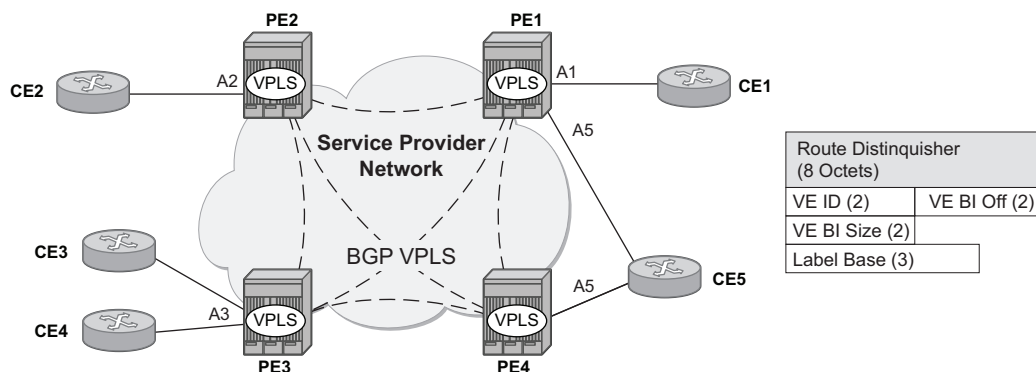 PE2
PE1
VPLS
VPLS
A2
A1
CE2
CE1
A5
Service Provider
Network
Route Distinquisher
(8 Octets)
VE ID (2)
VE BI Off (2)
VE BI Size (2)
Label Base (3)
CE3
BGP VPLS
A5
CE5
A3
VPLS
VPLS
CE4
PE3
PE4